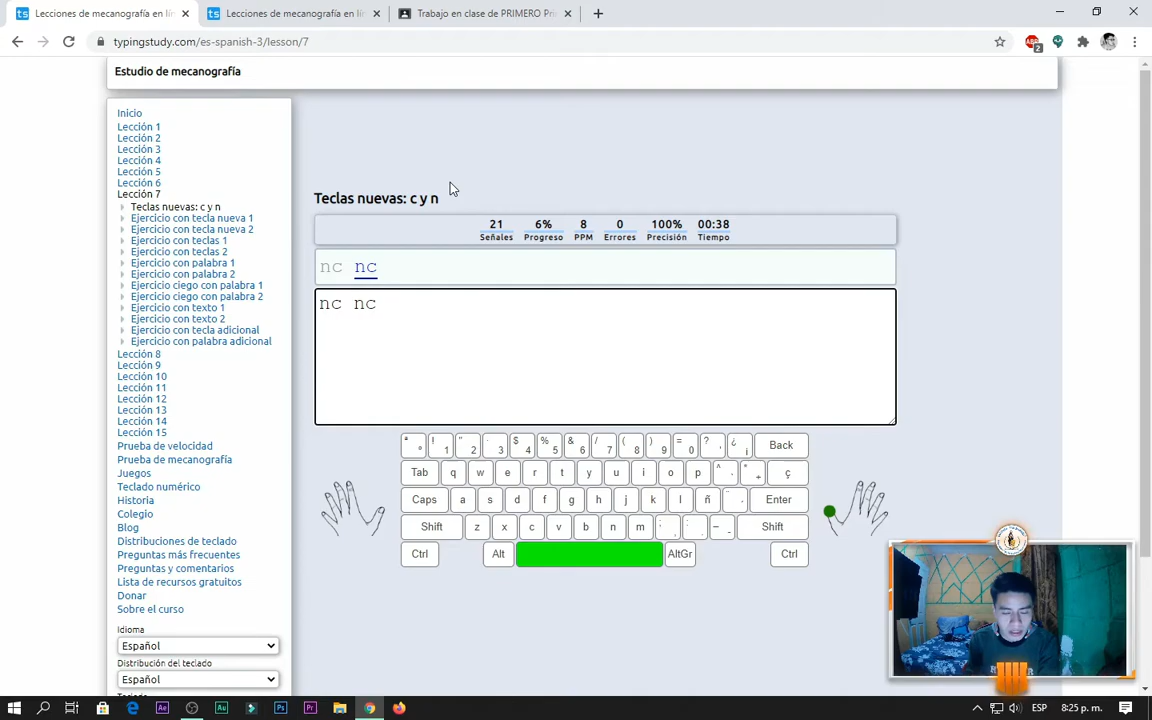 Lecciones de mecanografía en lín
Lecciones de mecanografía en lín
Trabajo en clase de PRIMERO Pri
typingstudy.com/es-spanish-3/lesson/7
2
Estudio de mecanografía
Inicio
Lección 1
Lección 2
Lección 3
Lección 4
Lección 5
Lección 6
Lección 7
Teclas nuevas: c y n
Ejercicio con tecla nueva 1
Ejercicio con tecla nueva 2
Ejercicio con teclas 1
Ejercicio con teclas 2
Ejercicio con palabra 1
Ejercicio con palabra 2
Ejercicio ciego con palabra 1
Ejercicio ciego con palabra 2
Ejercicio con texto 1
Ejercicio con texto 2
Ejercicio con tecla adicional
Ejercicio con palabra adicional
Lección 8
Lección 9
Lección 10
Lección 11
Lección 12
Lección 13
Lección 14
Lección 15
Prueba de velocidad
Prueba de mecanografía
Juegos
Teclado numérico
Historia
Colegio
Blog
Distribuciones de teclado
Preguntas más frecuentes
Preguntas y comentarios
Lista de recursos gratuitos
Donar
Sobre el curso
Idioma
Español
Distribución del teclado
Español
Teclas nuevas: c y n
21 6% 8 0 100% 00:38
Señales Progreso PPM Errores Precisión Tiempo
nc nc
nc nc
ª º ! 1 " 2 · 3 $ 4 % 5 & 6 / 7 ( 8 ) 9 = 0 ? ' ¿ ¡ Back
Tab q w e r t y u i o p ^ ` * + ç
Caps a s d f g h j k l ñ ¨ ´ Enter
Shift z x c v b n m ; , : . _ - Shift
Ctrl Alt AltGr Ctrl
Ae
Au
Ps
Pr
ESP
8:25 p. m.